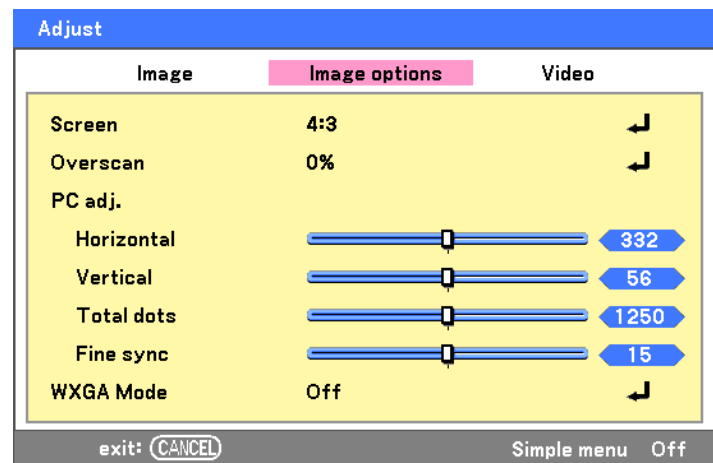 Adjust
Image Image options Video
Screen 4:3
Overscan 0%
PC adj.
Horizontal 332
Vertical 56
Total dots 1250
Fine sync 15
WXGA Mode Off
exit: CANCEL Simple menu Off